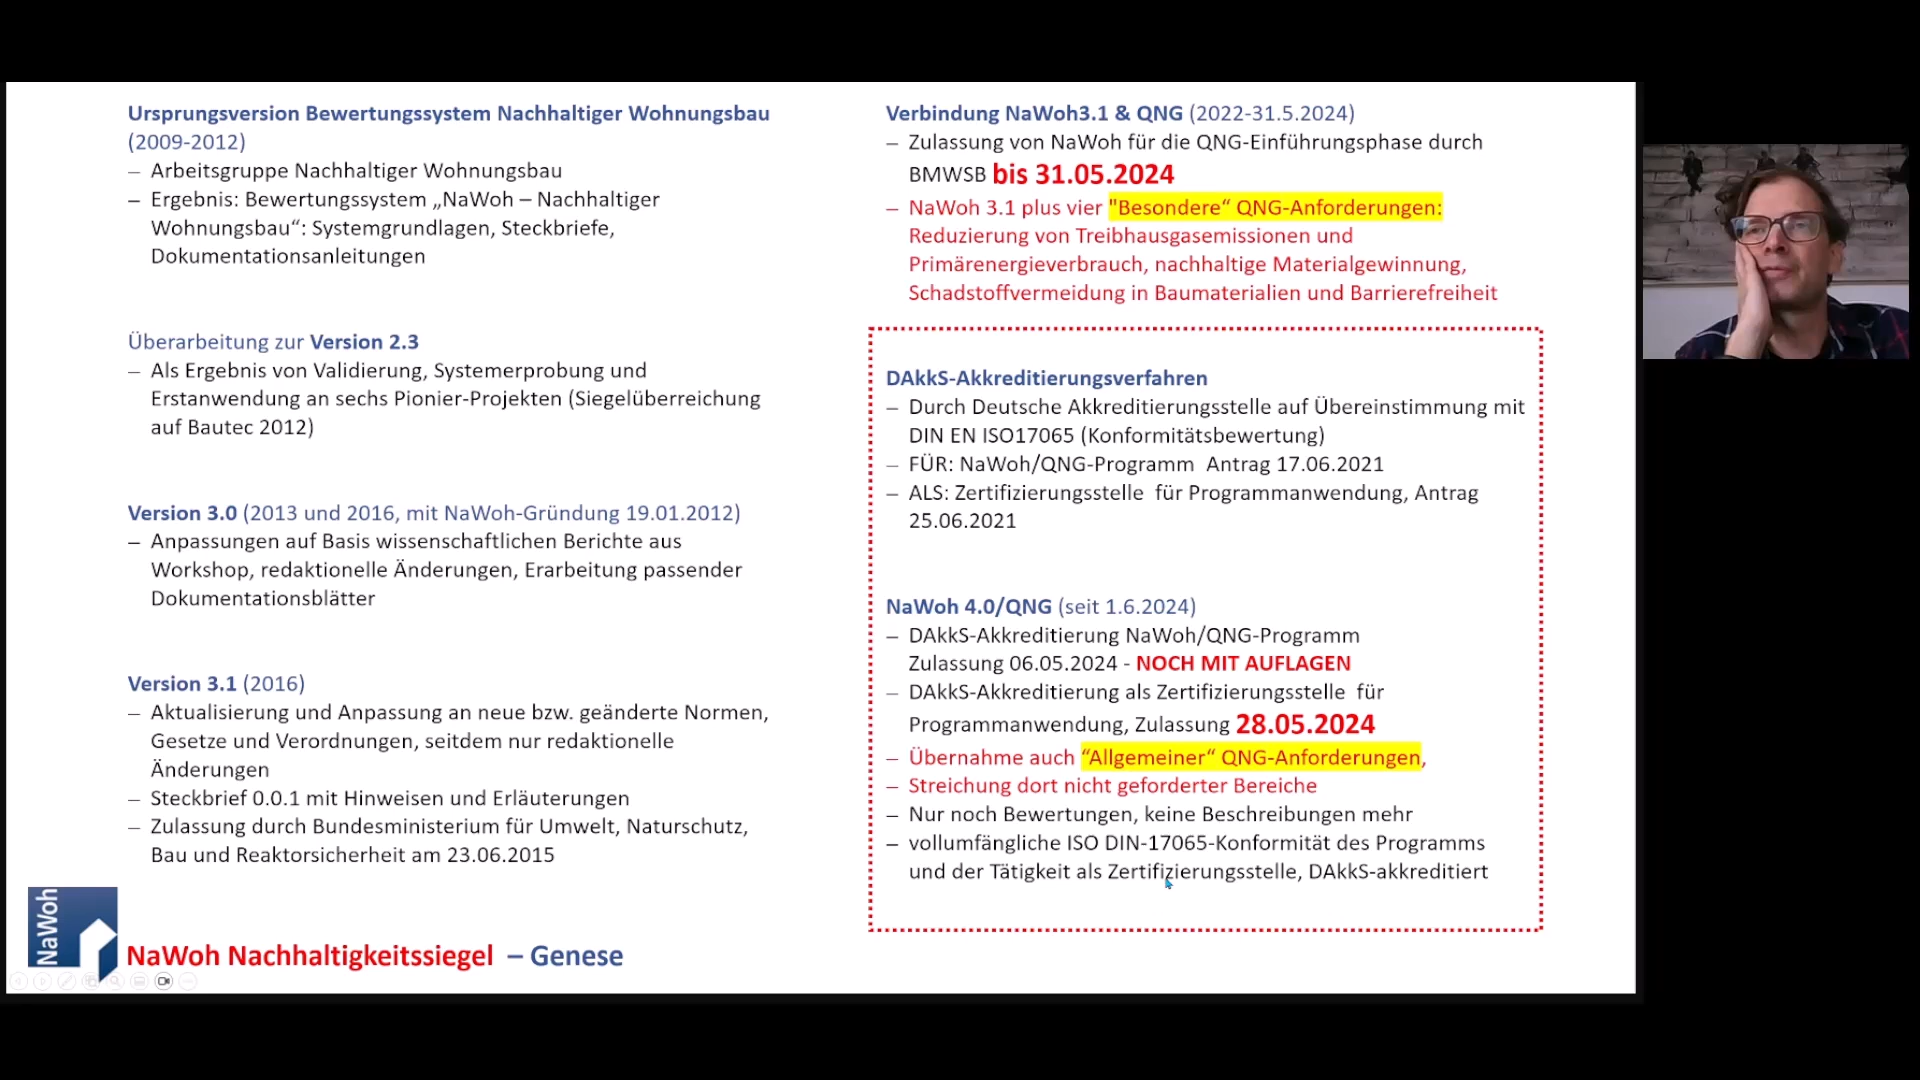 Ursprungsversion Bewertungssystem Nachhaltiger Wohnungsbau
(2009-2012)
– Arbeitsgruppe Nachhaltiger Wohnungsbau
– Ergebnis: Bewertungssystem „NaWoh – Nachhaltiger
Wohnungsbau“: Systemgrundlagen, Steckbriefe,
Dokumentationsanleitungen
Überarbeitung zur Version 2.3
– Als Ergebnis von Validierung, Systemerprobung und
Erstanwendung an sechs Pionier-Projekten (Siegelüberreichung
auf Bautec 2012)
Version 3.0 (2013 und 2016, mit NaWoh-Gründung 19.01.2012)
– Anpassungen auf Basis wissenschaftlichen Berichte aus
Workshop, redaktionelle Änderungen, Erarbeitung passender
Dokumentationsblätter
Version 3.1 (2016)
– Aktualisierung und Anpassung an neue bzw. geänderte Normen,
Gesetze und Verordnungen, seitdem nur redaktionelle
Änderungen
– Steckbrief 0.0.1 mit Hinweisen und Erläuterungen
– Zulassung durch Bundesministerium für Umwelt, Naturschutz,
Bau und Reaktorsicherheit am 23.06.2015
Verbindung NaWoh3.1 & QNG (2022-31.5.2024)
– Zulassung von NaWoh für die QNG-Einführungsphase durch
BMWSB bis 31.05.2024
– NaWoh 3.1 plus vier "Besondere“ QNG-Anforderungen:
Reduzierung von Treibhausgasemissionen und
Primärenergieverbrauch, nachhaltige Materialgewinnung,
Schadstoffvermeidung in Baumaterialien und Barrierefreiheit
DAkkS-Akkreditierungsverfahren
– Durch Deutsche Akkreditierungsstelle auf Übereinstimmung mit
DIN EN ISO17065 (Konformitätsbewertung)
– FÜR: NaWoh/QNG-Programm Antrag 17.06.2021
– ALS: Zertifizierungsstelle für Programmanwendung, Antrag
25.06.2021
NaWoh 4.0/QNG (seit 1.6.2024)
– DAkkS-Akkreditierung NaWoh/QNG-Programm
Zulassung 06.05.2024 - NOCH MIT AUFLAGEN
– DAkkS-Akkreditierung als Zertifizierungsstelle für
Programmanwendung, Zulassung 28.05.2024
– Übernahme auch “Allgemeiner“ QNG-Anforderungen,
– Streichung dort nicht geforderter Bereiche
– Nur noch Bewertungen, keine Beschreibungen mehr
– vollumfängliche ISO DIN-17065-Konformität des Programms
und der Tätigkeit als Zertifizierungsstelle, DAkkS-akkreditiert
NaWoh
NaWoh Nachhaltigkeitssiegel – Genese